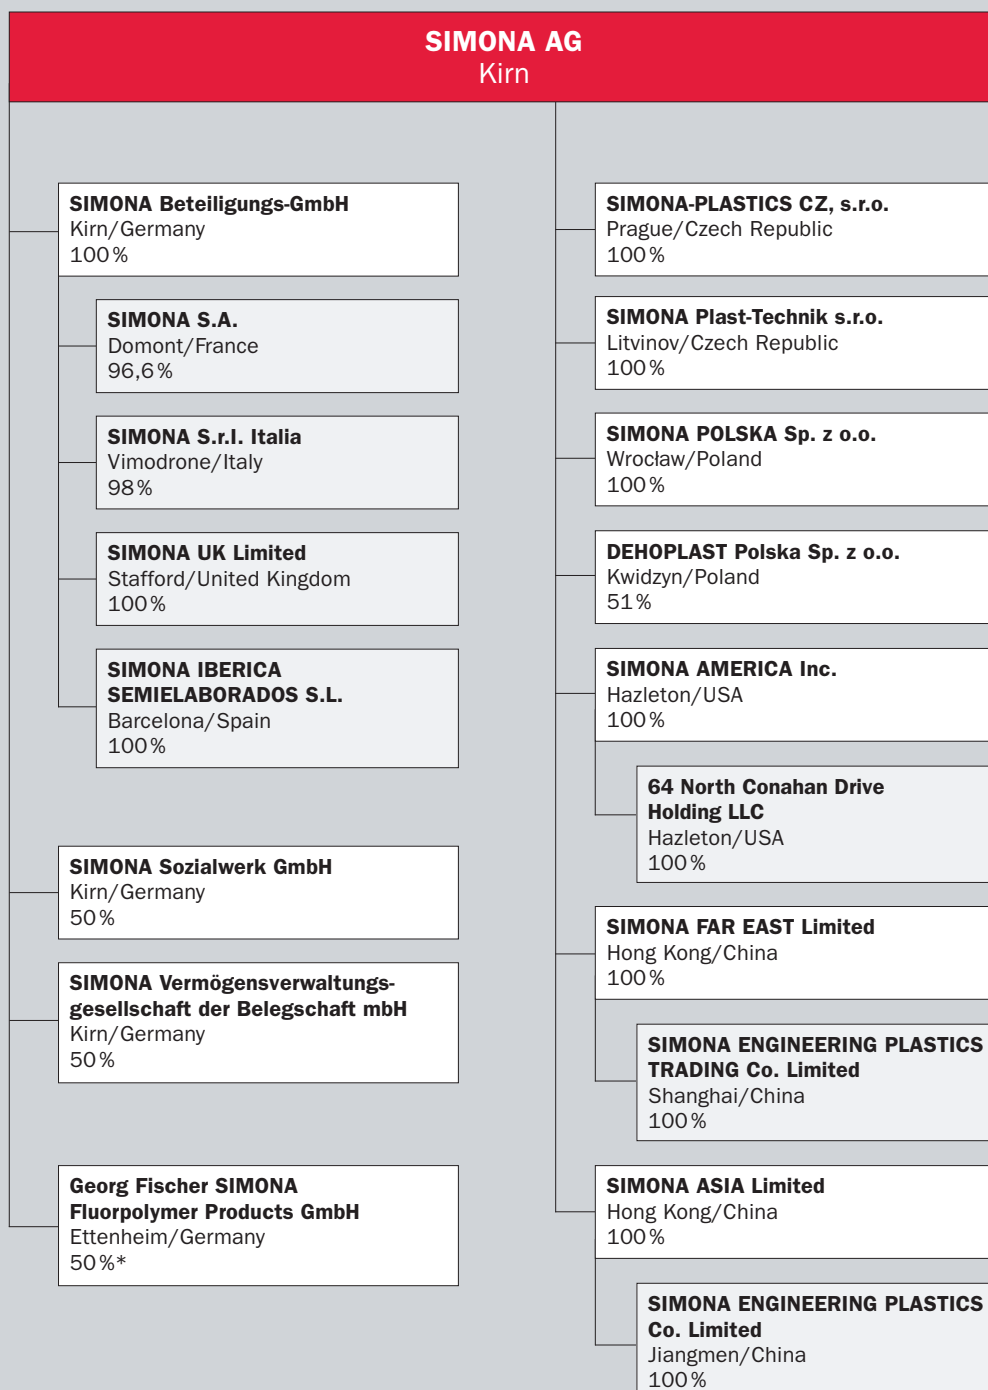 SIMONA AG
Kirn
SIMONA Beteiligungs-GmbH
Kirn/Germany
100%
SIMONA S.A.
Domont/France
96,6%
SIMONA S.r.l. Italia
Vimodrone/Italy
98%
SIMONA UK Limited
Stafford/United Kingdom
100%
SIMONA IBERICA
SEMIELABORADOS S.L.
Barcelona/Spain
100%
SIMONA Sozialwerk GmbH
Kirn/Germany
50%
SIMONA Vermögensverwaltungs-
gesellschaft der Belegschaft mbH
Kirn/Germany
50%
Georg Fischer SIMONA
Fluorpolymer Products GmbH
Ettenheim/Germany
50%*
SIMONA-PLASTICS CZ, s.r.o.
Prague/Czech Republic
100%
SIMONA Plast-Technik s.r.o.
Litvinov/Czech Republic
100%
SIMONA POLSKA Sp. z o.o.
Wrocław/Poland
100%
DEHOPLAST Polska Sp. z o.o.
Kwidzyn/Poland
51%
SIMONA AMERICA Inc.
Hazleton/USA
100%
64 North Conahan Drive
Holding LLC
Hazleton/USA
100%
SIMONA FAR EAST Limited
Hong Kong/China
100%
SIMONA ENGINEERING PLASTICS
TRADING Co. Limited
Shanghai/China
100%
SIMONA ASIA Limited
Hong Kong/China
100%
SIMONA ENGINEERING PLASTICS
Co. Limited
Jiangmen/China
100%